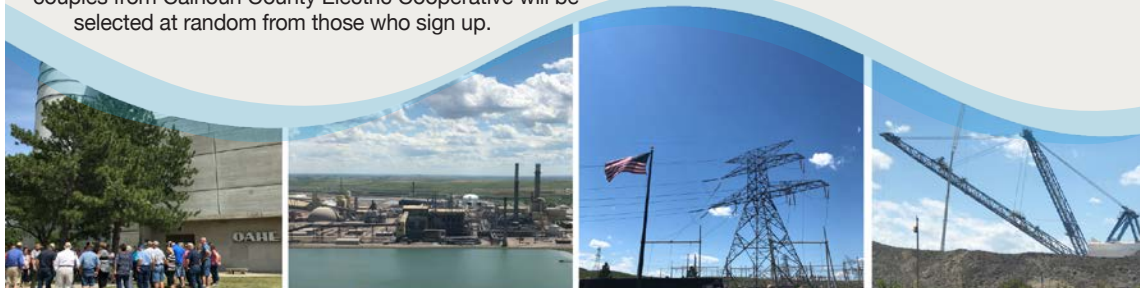 couples from Calhoun County Electric Cooperative will be
selected at random from those who sign up.
OAHE